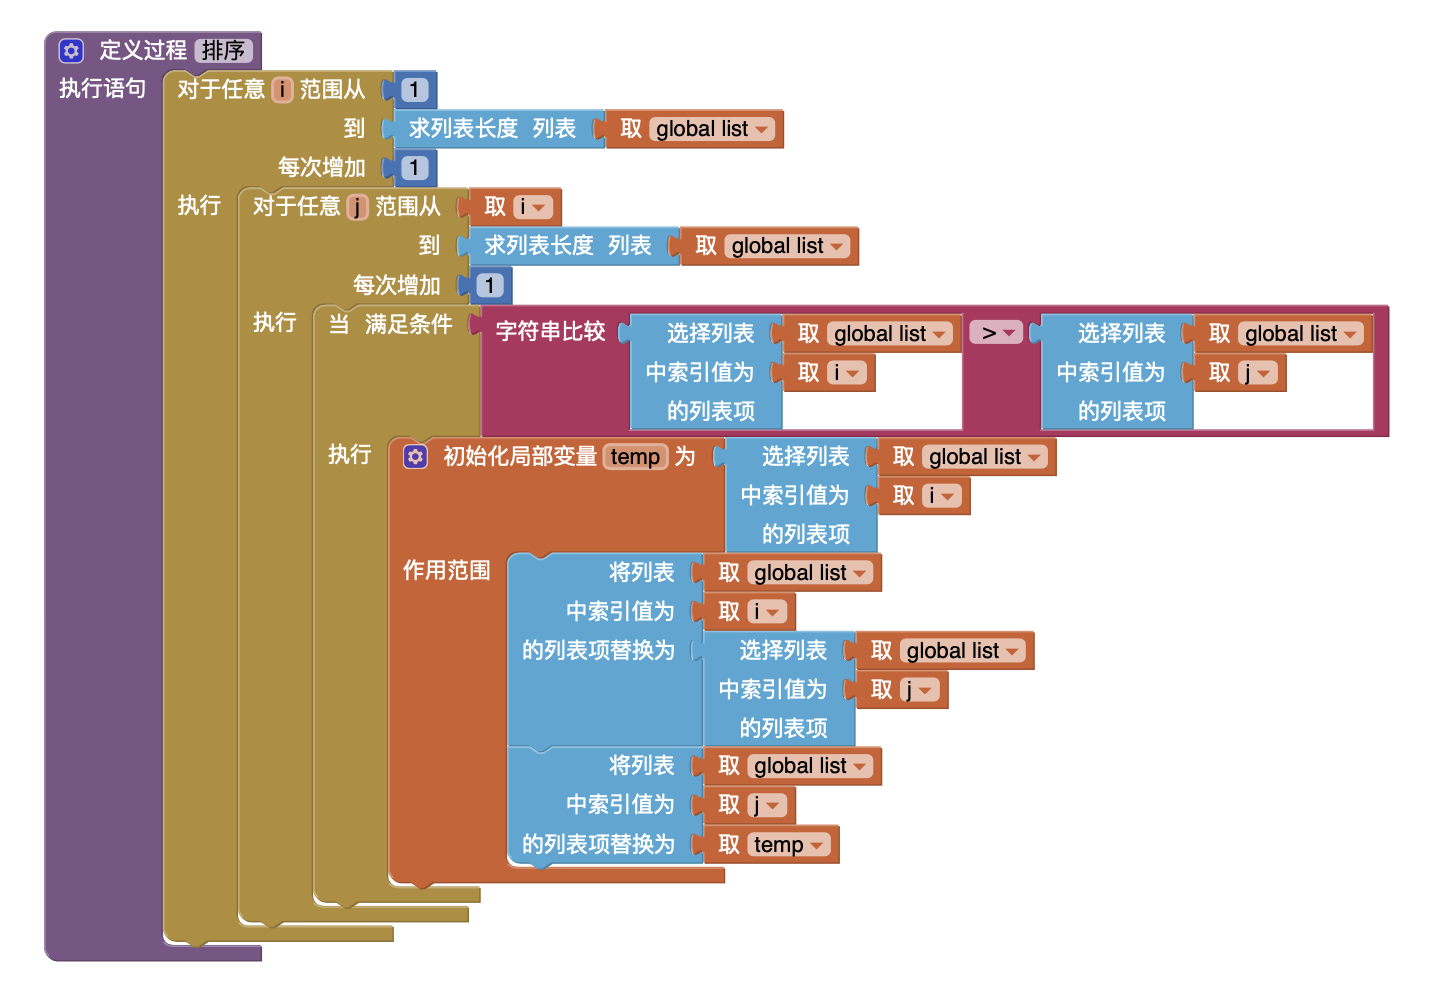 定义过程 排序
执行语句 对于任意 i 范围从 1
到 求列表长度 列表 取 global list
每次增加 1
执行 对于任意 j 范围从 取 i
到 求列表长度 列表 取 global list
每次增加 1
执行 当 满足条件 字符串比较 选择列表 取 global list > 选择列表 取 global list
中索引值为 取 i 中索引值为 取 j
的列表项 的列表项
执行 初始化局部变量 temp 为 选择列表 取 global list
中索引值为 取 i
的列表项
作用范围 将列表 取 global list
中索引值为 取 i
的列表项替换为 选择列表 取 global list
中索引值为 取 j
的列表项
将列表 取 global list
中索引值为 取 j
的列表项替换为 取 temp